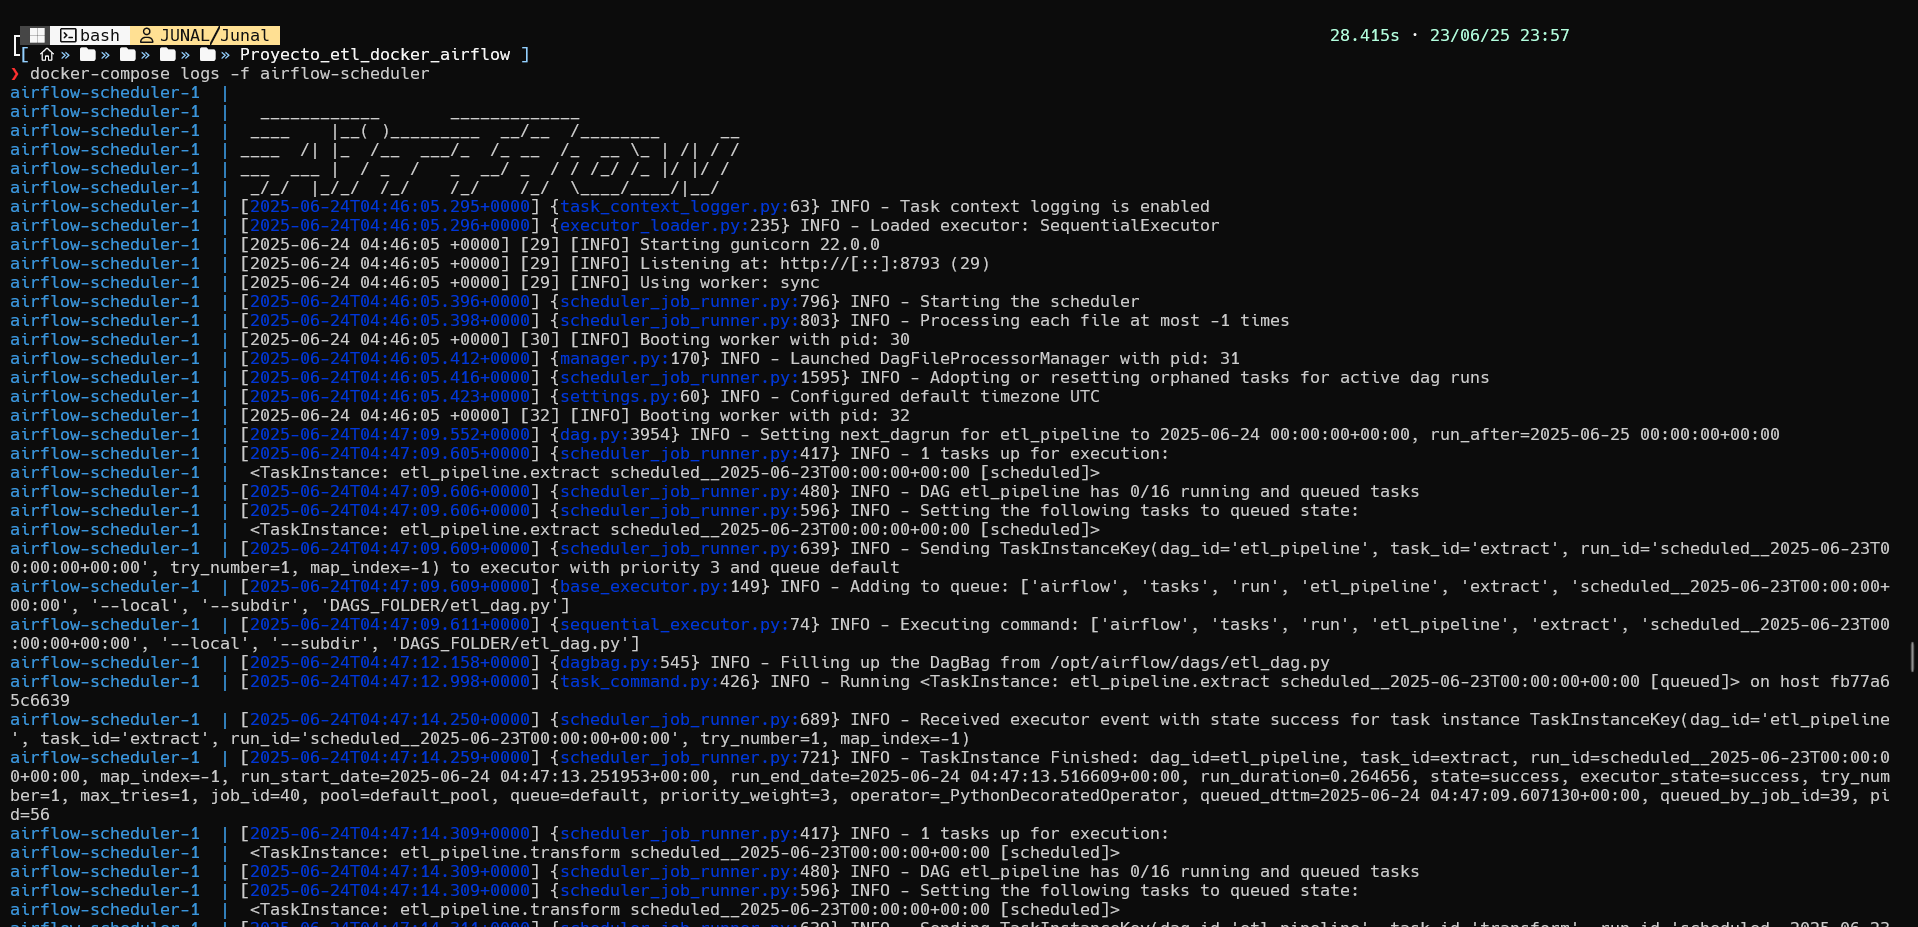 bash JUNAL/Junal 28.415s · 23/06/25 23:57
[ » » » » » Proyecto_etl_docker_airflow ]
❯ docker-compose logs -f airflow-scheduler
airflow-scheduler-1  |
airflow-scheduler-1  |   ____________       _____________
airflow-scheduler-1  |  ____    |__( )_________  __/__  /________      __
airflow-scheduler-1  | ____  /| |_  /__  ___/_  /_ __  /_  __ \_ | /| / /
airflow-scheduler-1  | ___  ___ |  / _  /   _  __/ _  / / /_/ /_ |/ |/ /
airflow-scheduler-1  |  _/_/  |_/_/  /_/    /_/    /_/  \____/____/|__/
airflow-scheduler-1  | [2025-06-24T04:46:05.295+0000] {task_context_logger.py:63} INFO - Task context logging is enabled
airflow-scheduler-1  | [2025-06-24T04:46:05.296+0000] {executor_loader.py:235} INFO - Loaded executor: SequentialExecutor
airflow-scheduler-1  | [2025-06-24 04:46:05 +0000] [29] [INFO] Starting gunicorn 22.0.0
airflow-scheduler-1  | [2025-06-24 04:46:05 +0000] [29] [INFO] Listening at: http://[::]:8793 (29)
airflow-scheduler-1  | [2025-06-24 04:46:05 +0000] [29] [INFO] Using worker: sync
airflow-scheduler-1  | [2025-06-24T04:46:05.396+0000] {scheduler_job_runner.py:796} INFO - Starting the scheduler
airflow-scheduler-1  | [2025-06-24T04:46:05.398+0000] {scheduler_job_runner.py:803} INFO - Processing each file at most -1 times
airflow-scheduler-1  | [2025-06-24 04:46:05 +0000] [30] [INFO] Booting worker with pid: 30
airflow-scheduler-1  | [2025-06-24T04:46:05.412+0000] {manager.py:170} INFO - Launched DagFileProcessorManager with pid: 31
airflow-scheduler-1  | [2025-06-24T04:46:05.416+0000] {scheduler_job_runner.py:1595} INFO - Adopting or resetting orphaned tasks for active dag runs
airflow-scheduler-1  | [2025-06-24T04:46:05.423+0000] {settings.py:60} INFO - Configured default timezone UTC
airflow-scheduler-1  | [2025-06-24 04:46:05 +0000] [32] [INFO] Booting worker with pid: 32
airflow-scheduler-1  | [2025-06-24T04:47:09.552+0000] {dag.py:3954} INFO - Setting next_dagrun for etl_pipeline to 2025-06-24 00:00:00+00:00, run_after=2025-06-25 00:00:00+00:00
airflow-scheduler-1  | [2025-06-24T04:47:09.605+0000] {scheduler_job_runner.py:417} INFO - 1 tasks up for execution:
airflow-scheduler-1  |  <TaskInstance: etl_pipeline.extract scheduled__2025-06-23T00:00:00+00:00 [scheduled]>
airflow-scheduler-1  | [2025-06-24T04:47:09.606+0000] {scheduler_job_runner.py:480} INFO - DAG etl_pipeline has 0/16 running and queued tasks
airflow-scheduler-1  | [2025-06-24T04:47:09.606+0000] {scheduler_job_runner.py:596} INFO - Setting the following tasks to queued state:
airflow-scheduler-1  |  <TaskInstance: etl_pipeline.extract scheduled__2025-06-23T00:00:00+00:00 [scheduled]>
airflow-scheduler-1  | [2025-06-24T04:47:09.609+0000] {scheduler_job_runner.py:639} INFO - Sending TaskInstanceKey(dag_id='etl_pipeline', task_id='extract', run_id='scheduled__2025-06-23T0
0:00:00+00:00', try_number=1, map_index=-1) to executor with priority 3 and queue default
airflow-scheduler-1  | [2025-06-24T04:47:09.609+0000] {base_executor.py:149} INFO - Adding to queue: ['airflow', 'tasks', 'run', 'etl_pipeline', 'extract', 'scheduled__2025-06-23T00:00:00+
00:00', '--local', '--subdir', 'DAGS_FOLDER/etl_dag.py']
airflow-scheduler-1  | [2025-06-24T04:47:09.611+0000] {sequential_executor.py:74} INFO - Executing command: ['airflow', 'tasks', 'run', 'etl_pipeline', 'extract', 'scheduled__2025-06-23T00
:00:00+00:00', '--local', '--subdir', 'DAGS_FOLDER/etl_dag.py']
airflow-scheduler-1  | [2025-06-24T04:47:12.158+0000] {dagbag.py:545} INFO - Filling up the DagBag from /opt/airflow/dags/etl_dag.py
airflow-scheduler-1  | [2025-06-24T04:47:12.998+0000] {task_command.py:426} INFO - Running <TaskInstance: etl_pipeline.extract scheduled__2025-06-23T00:00:00+00:00 [queued]> on host fb77a6
5c6639
airflow-scheduler-1  | [2025-06-24T04:47:14.250+0000] {scheduler_job_runner.py:689} INFO - Received executor event with state success for task instance TaskInstanceKey(dag_id='etl_pipeline
', task_id='extract', run_id='scheduled__2025-06-23T00:00:00+00:00', try_number=1, map_index=-1)
airflow-scheduler-1  | [2025-06-24T04:47:14.259+0000] {scheduler_job_runner.py:721} INFO - TaskInstance Finished: dag_id=etl_pipeline, task_id=extract, run_id=scheduled__2025-06-23T00:00:0
0+00:00, map_index=-1, run_start_date=2025-06-24 04:47:13.251953+00:00, run_end_date=2025-06-24 04:47:13.516609+00:00, run_duration=0.264656, state=success, executor_state=success, try_num
ber=1, max_tries=1, job_id=40, pool=default_pool, queue=default, priority_weight=3, operator=_PythonDecoratedOperator, queued_dttm=2025-06-24 04:47:09.607130+00:00, queued_by_job_id=39, pi
d=56
airflow-scheduler-1  | [2025-06-24T04:47:14.309+0000] {scheduler_job_runner.py:417} INFO - 1 tasks up for execution:
airflow-scheduler-1  |  <TaskInstance: etl_pipeline.transform scheduled__2025-06-23T00:00:00+00:00 [scheduled]>
airflow-scheduler-1  | [2025-06-24T04:47:14.309+0000] {scheduler_job_runner.py:480} INFO - DAG etl_pipeline has 0/16 running and queued tasks
airflow-scheduler-1  | [2025-06-24T04:47:14.309+0000] {scheduler_job_runner.py:596} INFO - Setting the following tasks to queued state:
airflow-scheduler-1  |  <TaskInstance: etl_pipeline.transform scheduled__2025-06-23T00:00:00+00:00 [scheduled]>
airflow-scheduler-1  | [2025-06-24T04:47:14.311+0000] {scheduler_job_runner.py:639} INFO - Sending TaskInstanceKey(dag_id='etl_pipeline', task_id='transform', run_id='scheduled__2025-06-23